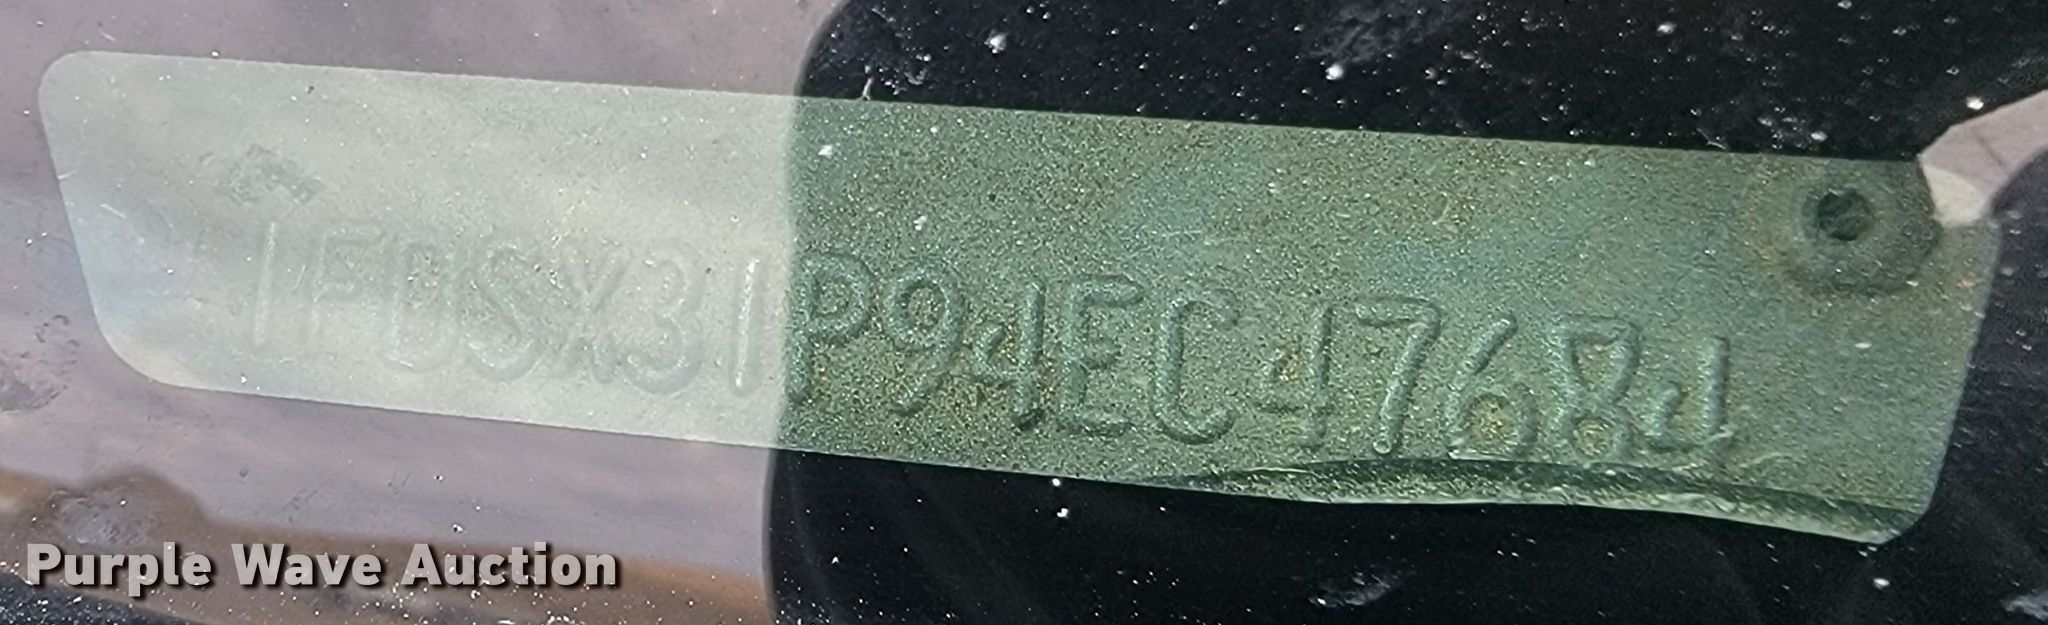 1FDSX31P94EC47684
Purple Wave Auction